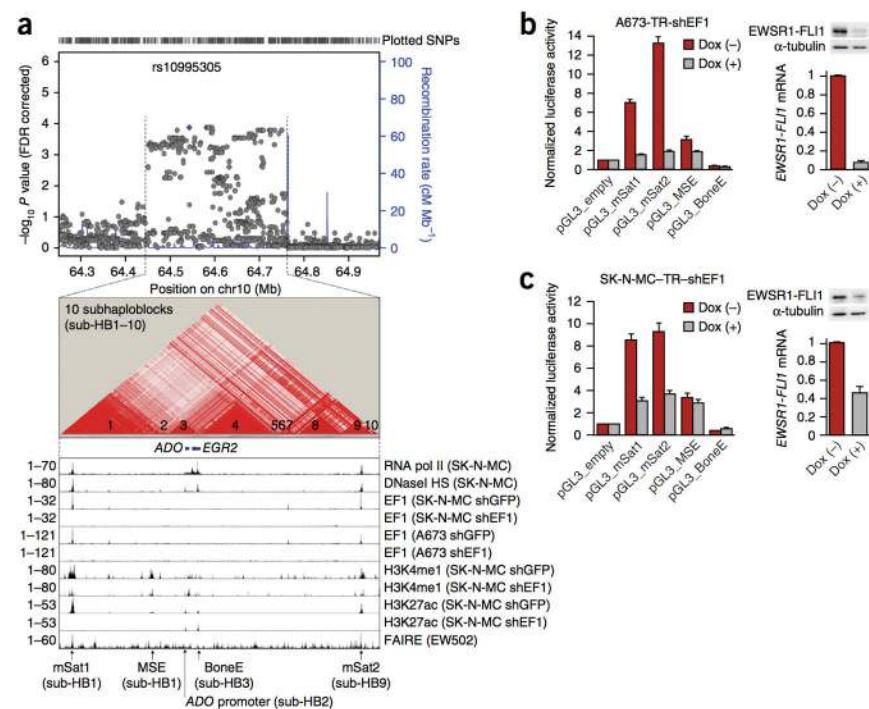 a
Plotted SNPs
rs10995305
–log10 P value (FDR corrected)
6
5
4
3
2
1
0
100
80
60
40
20
0
Recombination rate (cM Mb–1)
64.3 64.4 64.5 64.6 64.7 64.8 64.9
Position on chr10 (Mb)
10 subhaploblocks
(sub-HB1–10)
1 2 3 4 567 8 9 10
ADO EGR2
1–70 RNA pol II (SK-N-MC)
1–80 DNaseI HS (SK-N-MC)
1–32 EF1 (SK-N-MC shGFP)
1–32 EF1 (SK-N-MC shEF1)
1–121 EF1 (A673 shGFP)
1–121 EF1 (A673 shEF1)
1–80 H3K4me1 (SK-N-MC shGFP)
1–80 H3K4me1 (SK-N-MC shEF1)
1–53 H3K27ac (SK-N-MC shGFP)
1–53 H3K27ac (SK-N-MC shEF1)
1–60 FAIRE (EW502)
mSat1 MSE BoneE mSat2
(sub-HB1) (sub-HB1) (sub-HB3) (sub-HB9)
ADO promoter (sub-HB2)
b
A673-TR-shEF1
Normalized luciferase activity
14
12
10
8
6
4
2
0
Dox (–)
Dox (+)
pGL3_empty
pGL3_mSat1
pGL3_mSat2
pGL3_MSE
pGL3_BoneE
EWSR1-FLI1
α-tubulin
EWSR1-FLI1 mRNA
1
0.8
0.6
0.4
0.2
0
Dox (–)
Dox (+)
c
SK-N-MC–TR–shEF1
Normalized luciferase activity
14
12
10
8
6
4
2
0
Dox (–)
Dox (+)
pGL3_empty
pGL3_mSat1
pGL3_mSat2
pGL3_MSE
pGL3_BoneE
EWSR1-FLI1
α-tubulin
EWSR1-FLI1 mRNA
1
0.8
0.6
0.4
0.2
0
Dox (–)
Dox (+)